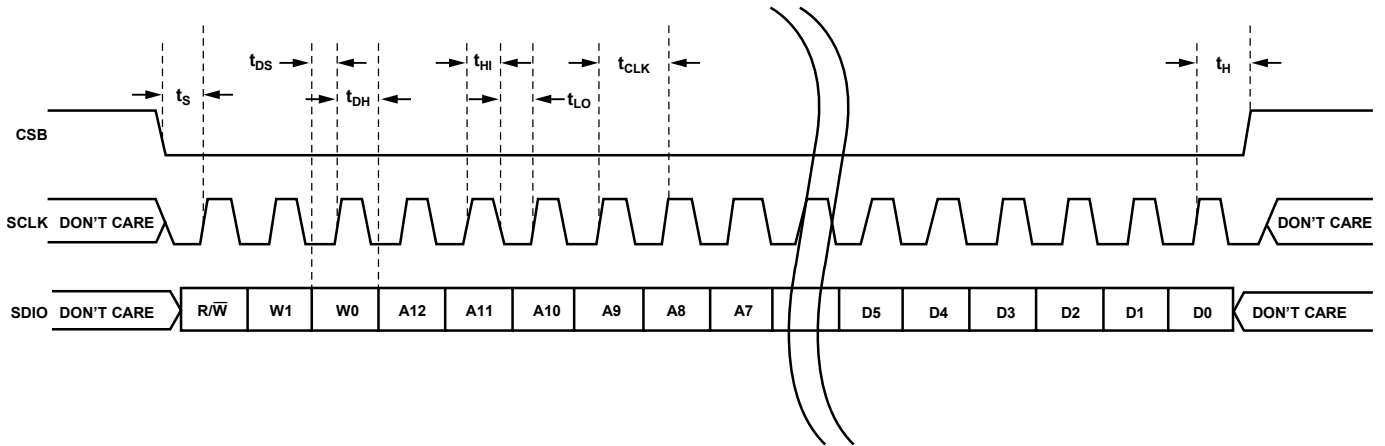 tDS
tHI
tCLK
tH
tS
tDH
tLO
CSB
SCLK DON'T CARE
DON'T CARE
SDIO DON'T CARE R/W̅ W1 W0 A12 A11 A10 A9 A8 A7 D5 D4 D3 D2 D1 D0 DON'T CARE